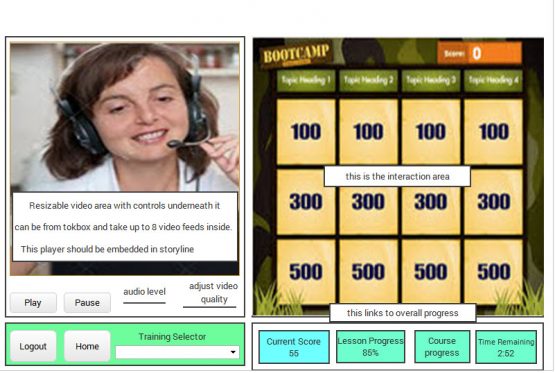 Resizable video area with controls underneath it
can be from tokbox and take up to 8 video feeds inside.
This player should be embedded in storyline
Play
Pause
audio level
adjust video
quality
Logout
Home
Training Selector
BOOTCAMP
Score: 0
Topic Heading 1
Topic Heading 2
Topic Heading 3
Topic Heading 4
100
100
100
100
this is the interaction area
300
300
300
300
500
500
500
500
this links to overall progress
Current Score
55
Lesson Progress
85%
Course
progress
Time Remaining
2:52